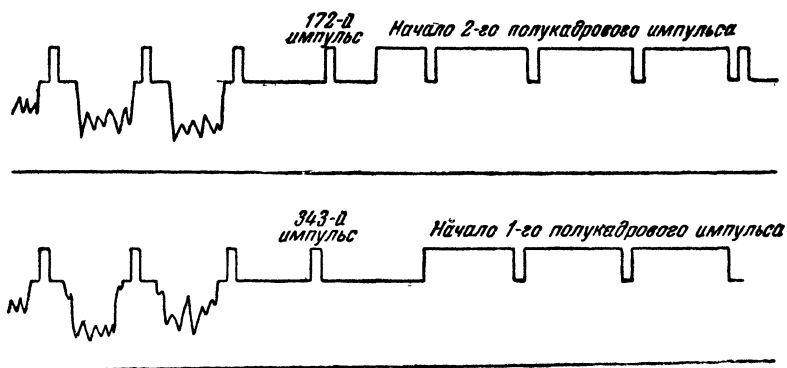 172-й
импульс
Начало 2-го полукадрового импульса
343-й
импульс
Начало 1-го полукадрового импульса